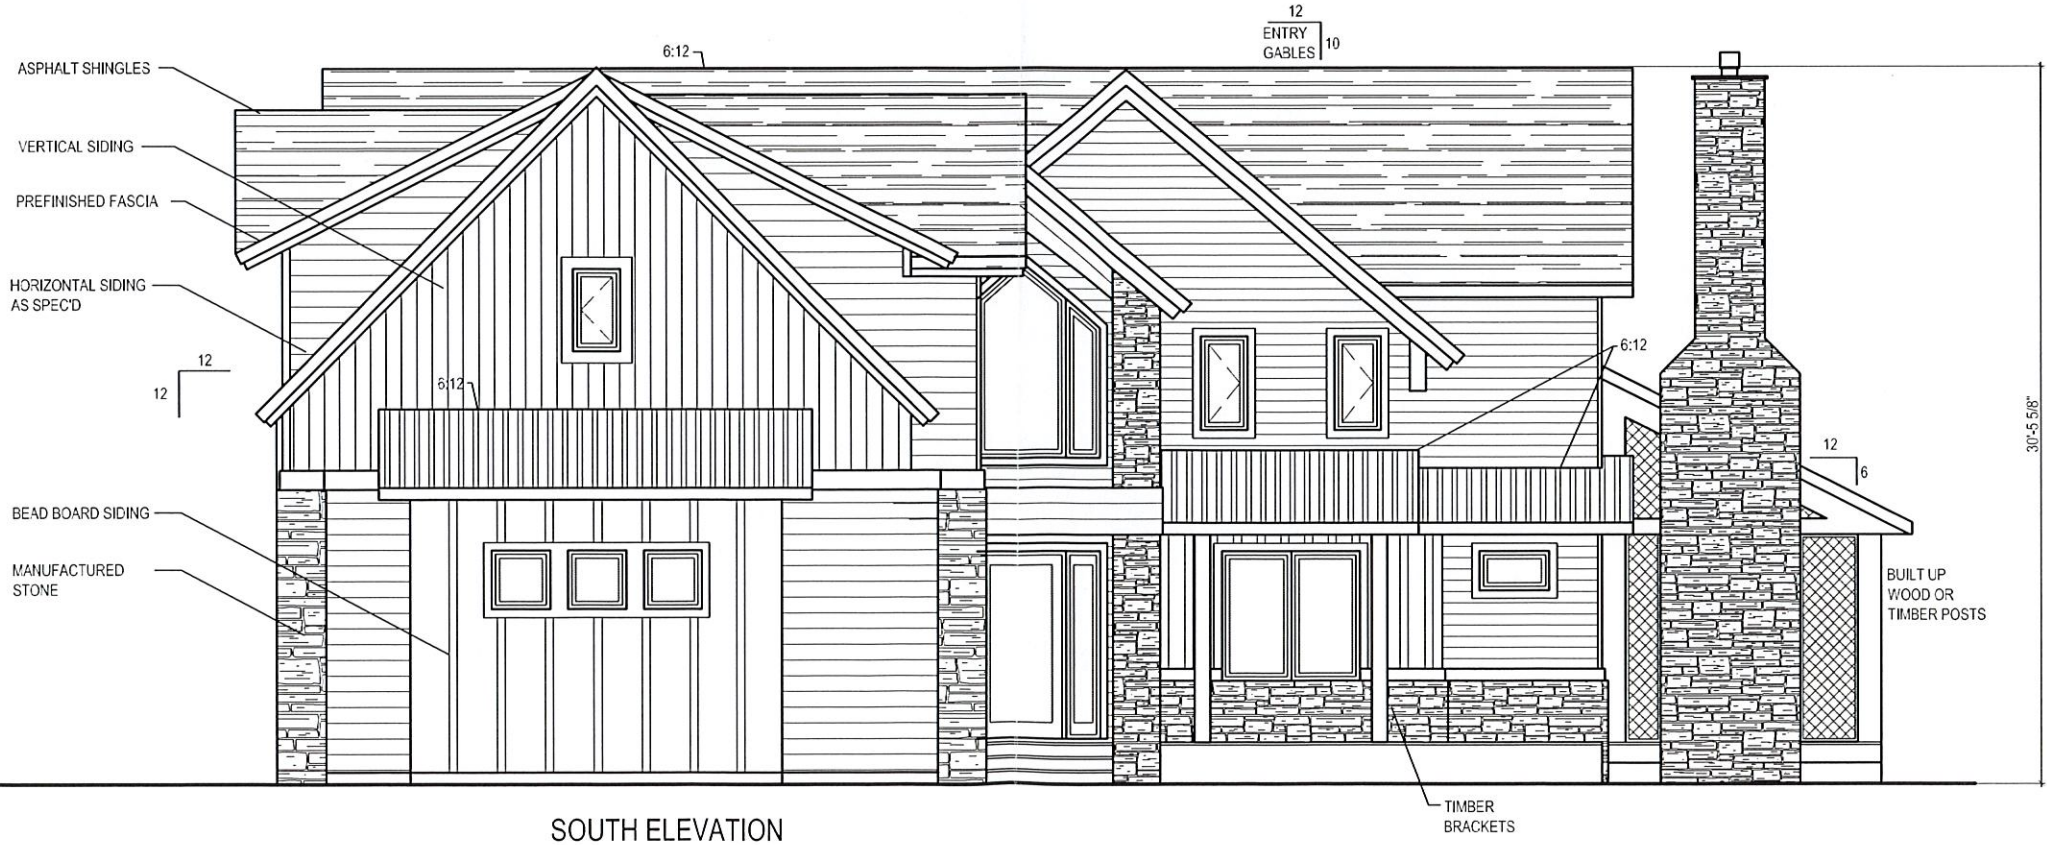 12
ENTRY
GABLES
10
6:12
ASPHALT SHINGLES
VERTICAL SIDING
PREFINISHED FASCIA
HORIZONTAL SIDING
AS SPEC'D
12
12
6:12
6:12
12
6
30'-5 5/8"
BEAD BOARD SIDING
MANUFACTURED
STONE
BUILT UP
WOOD OR
TIMBER POSTS
TIMBER
BRACKETS
SOUTH ELEVATION